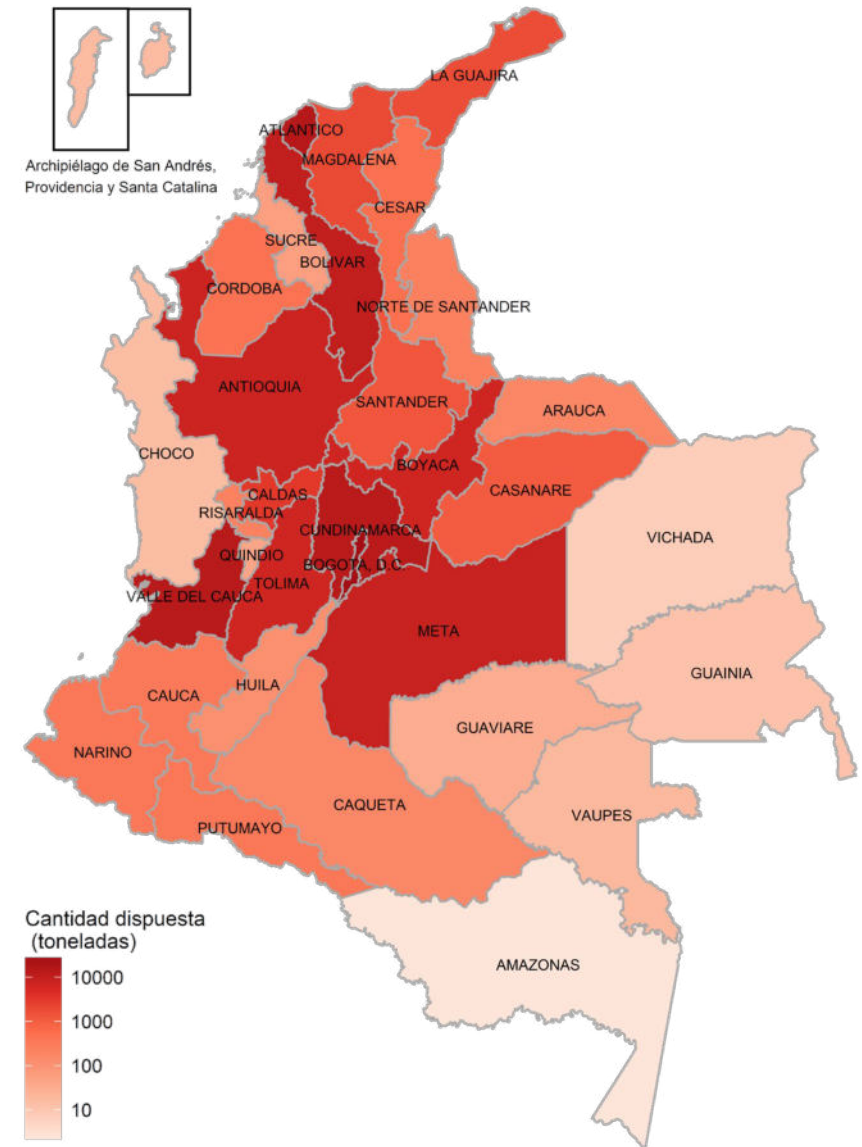 Archipiélago de San Andrés,
Providencia y Santa Catalina
LA GUAJIRA
ATLANTICO
MAGDALENA
CESAR
SUCRE
BOLIVAR
CORDOBA
NORTE DE SANTANDER
ANTIOQUIA
SANTANDER
ARAUCA
CHOCO
BOYACA
CASANARE
CALDAS
RISARALDA
CUNDINAMARCA
VICHADA
QUINDIO
BOGOTA, D.C.
TOLIMA
VALLE DEL CAUCA
META
GUAINIA
HUILA
CAUCA
GUAVIARE
NARINO
CAQUETA
VAUPES
PUTUMAYO
AMAZONAS
Cantidad dispuesta
(toneladas)
10000
1000
100
10